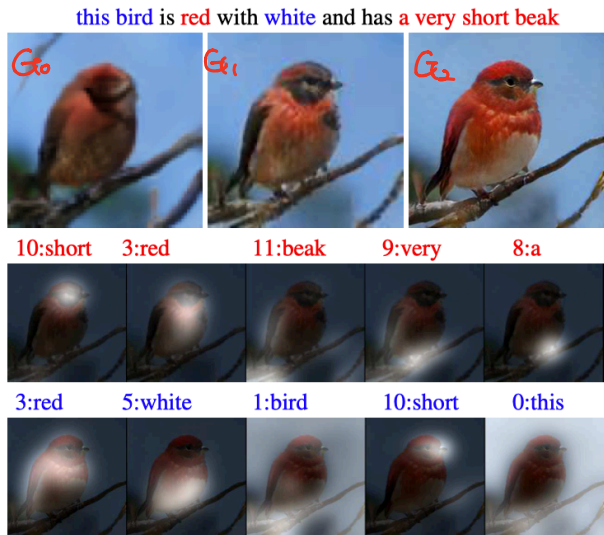 this bird is red with white and has a very short beak
G0 G1 G2
10:short 3:red 11:beak 9:very 8:a
3:red 5:white 1:bird 10:short 0:this